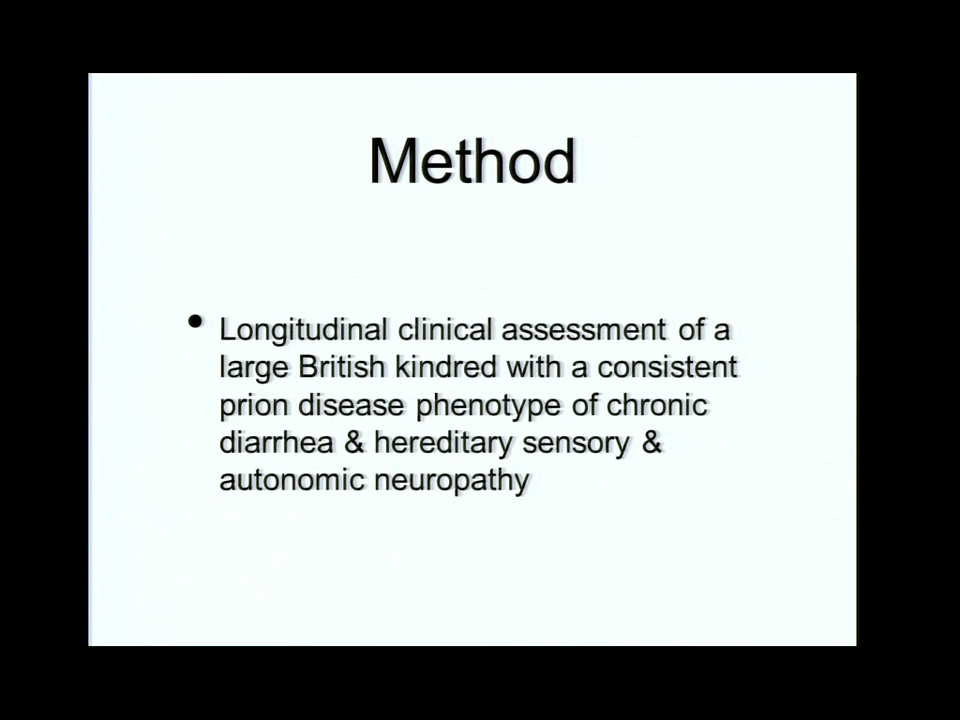 Method
• Longitudinal clinical assessment of a
large British kindred with a consistent
prion disease phenotype of chronic
diarrhea & hereditary sensory &
autonomic neuropathy